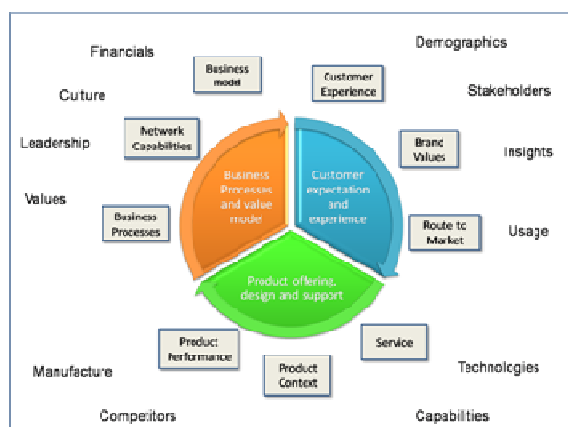 Financials
Demographics
Business
model
Customer
Experience
Culture
Stakeholders
Leadership
Network
Capabilities
Brand
Values
Insights
Business
Processes
and value
model
Customer
expectation
and
experience
Values
Business
Processes
Route to
Market
Usage
Product offering,
design and support
Product
Performance
Product
Context
Service
Manufacture
Technologies
Competitors
Capabilities